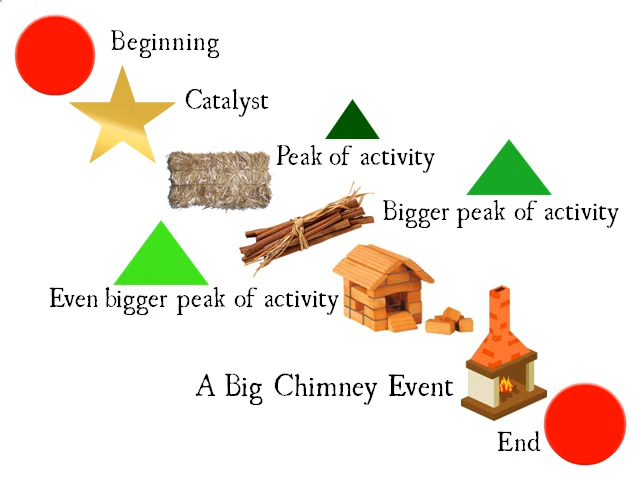 Beginning
Catalyst
Peak of activity
Bigger peak of activity
Even bigger peak of activity
A Big Chimney Event
End